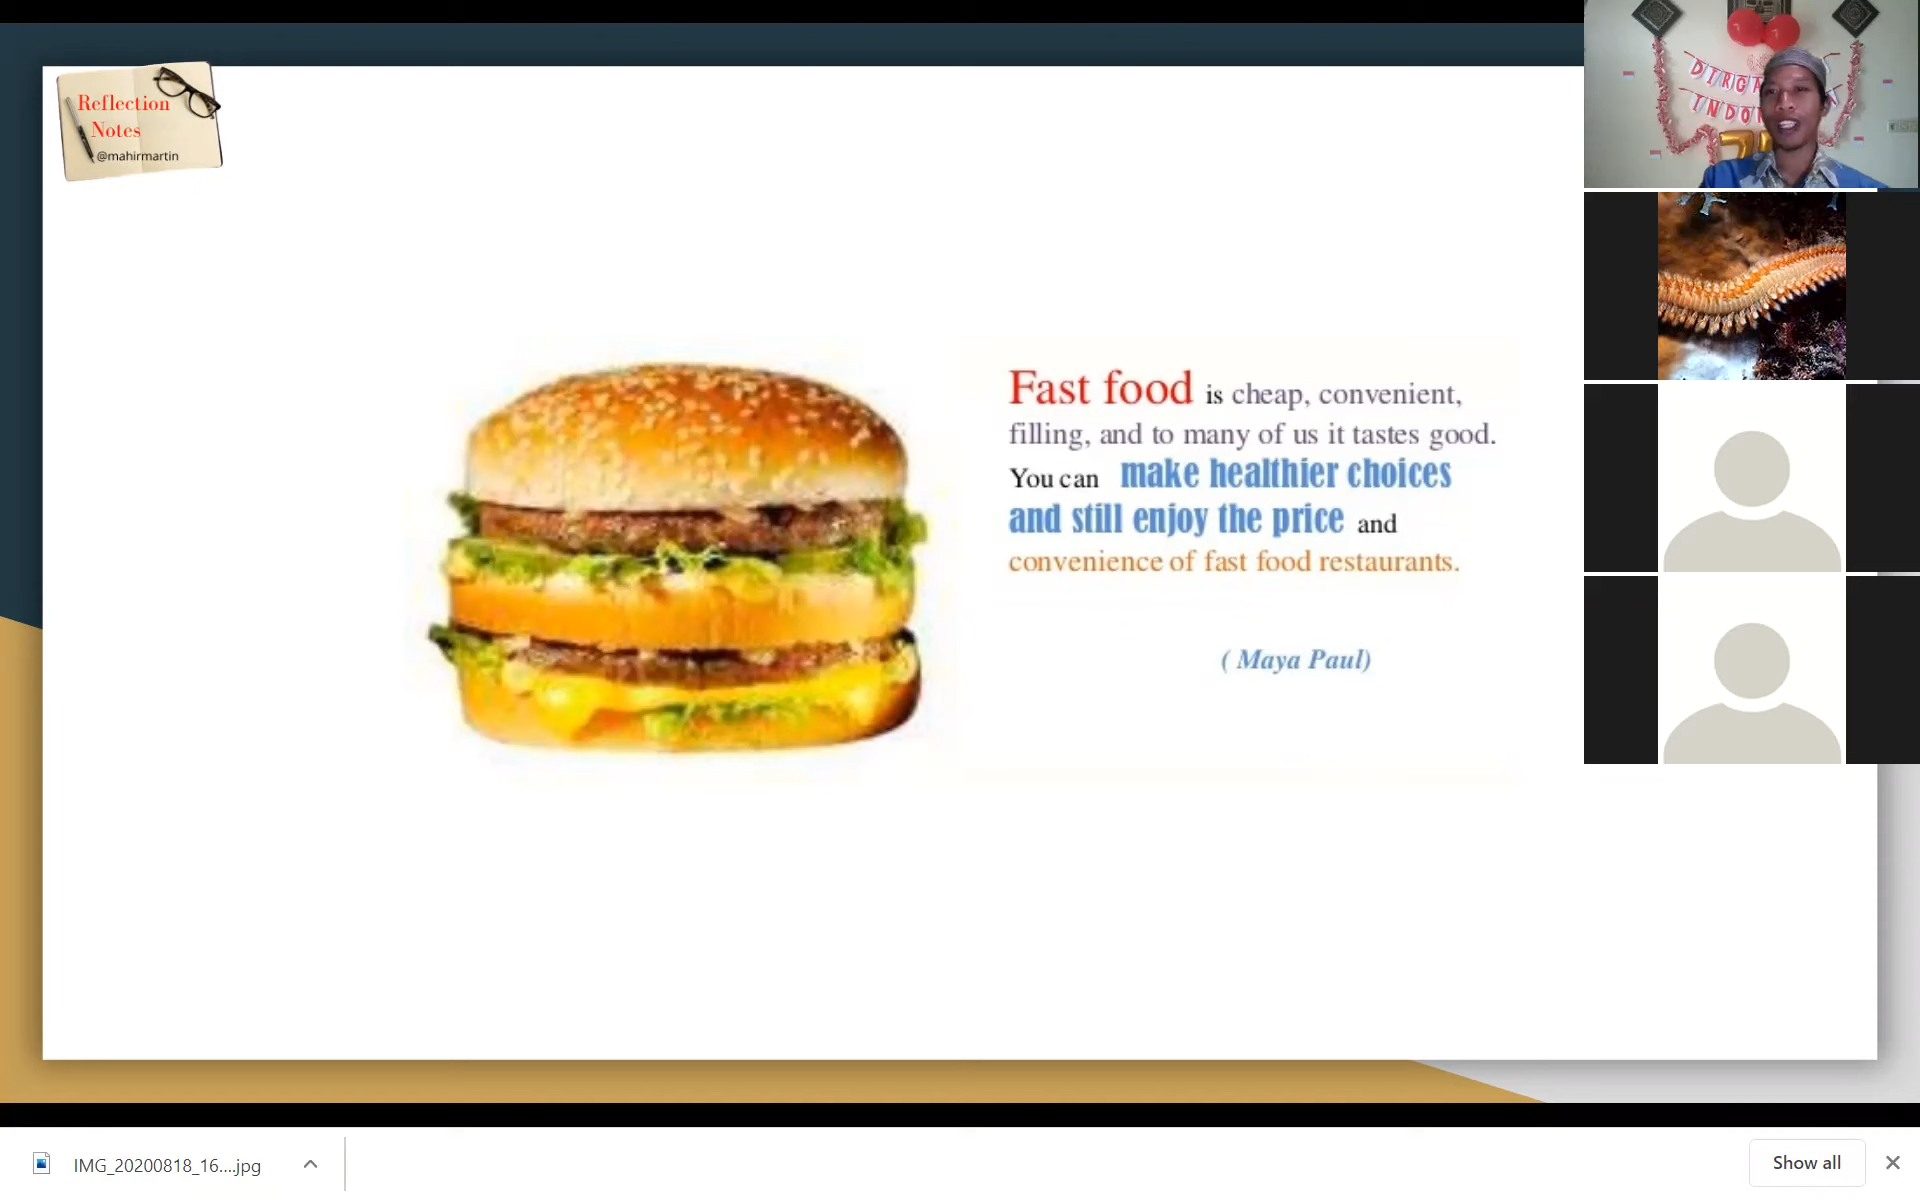 Reflection
Notes
@mahirmartin
DIRGA
INDO
Fast food is cheap, convenient,
filling, and to many of us it tastes good.
You can make healthier choices
and still enjoy the price and
convenience of fast food restaurants.
( Maya Paul)
IMG_20200818_16....jpg
Show all